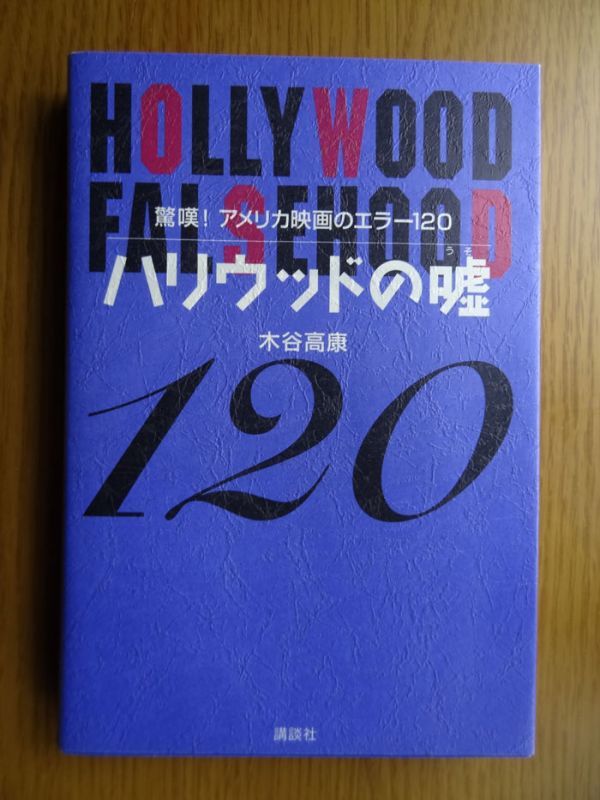 HOLLYWOOD
FALSEHOOD
驚嘆！アメリカ映画のエラー120
うそ
ハリウッドの嘘
木谷高康
120
講談社